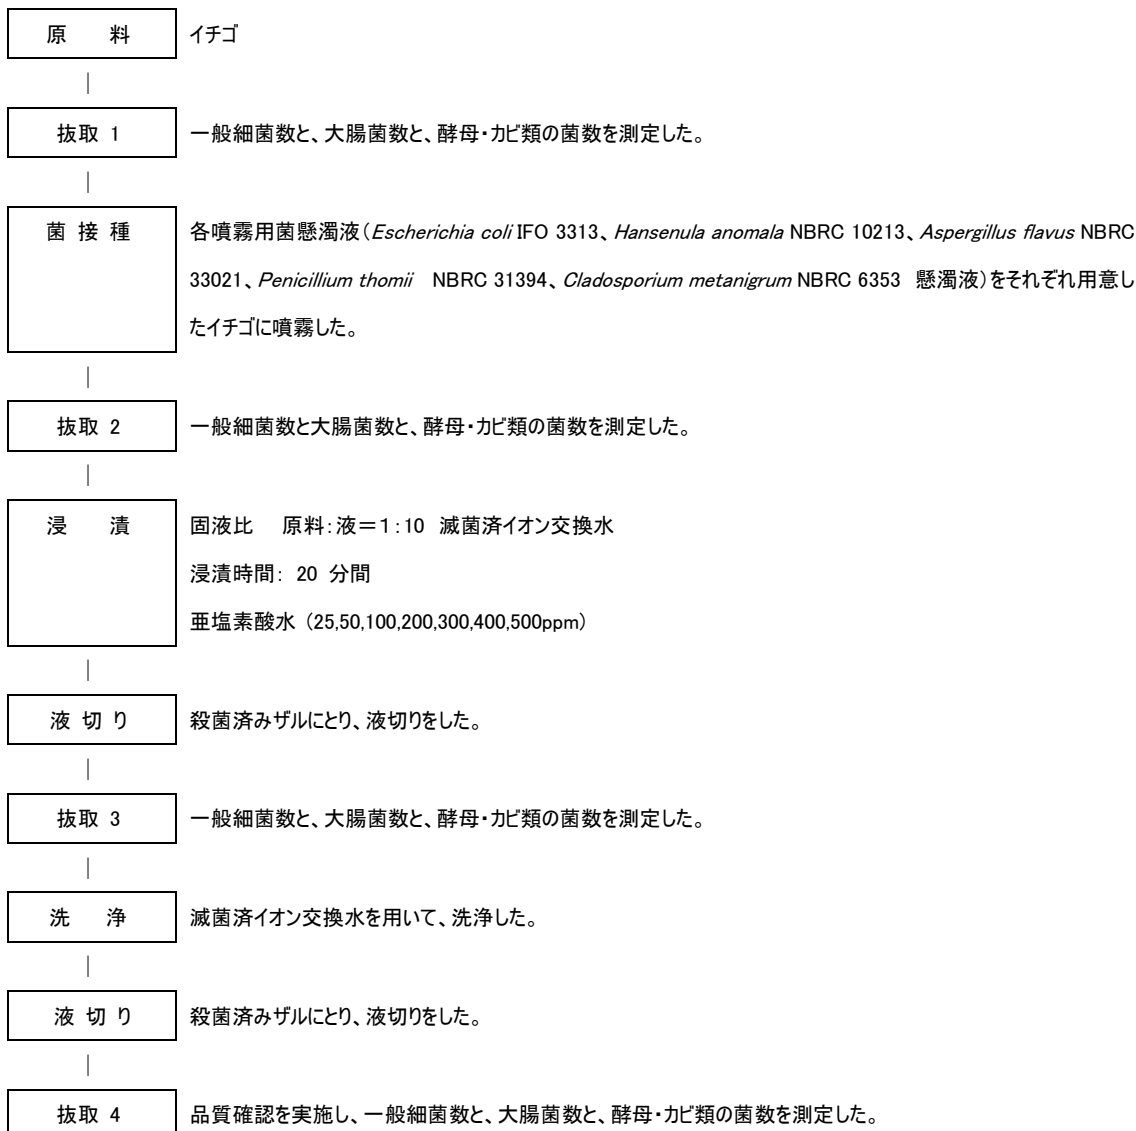 原　料 イチゴ
抜取 1 一般細菌数と、大腸菌数と、酵母・カビ類の菌数を測定した。
菌 接 種 各噴霧用菌懸濁液（Escherichia coli IFO 3313、Hansenula anomala NBRC 10213、Aspergillus flavus NBRC
33021、Penicillium thomii　NBRC 31394、Cladosporium metanigrum NBRC 6353　懸濁液）をそれぞれ用意し
たイチゴに噴霧した。
抜取 2 一般細菌数と大腸菌数と、酵母・カビ類の菌数を測定した。
浸　漬 固液比　原料：液＝1：10　滅菌済イオン交換水
浸漬時間： 20 分間
亜塩素酸水（25,50,100,200,300,400,500ppm）
液 切 り 殺菌済みザルにとり、液切りをした。
抜取 3 一般細菌数と、大腸菌数と、酵母・カビ類の菌数を測定した。
洗　浄 滅菌済イオン交換水を用いて、洗浄した。
液 切 り 殺菌済みザルにとり、液切りをした。
抜取 4 品質確認を実施し、一般細菌数と、大腸菌数と、酵母・カビ類の菌数を測定した。